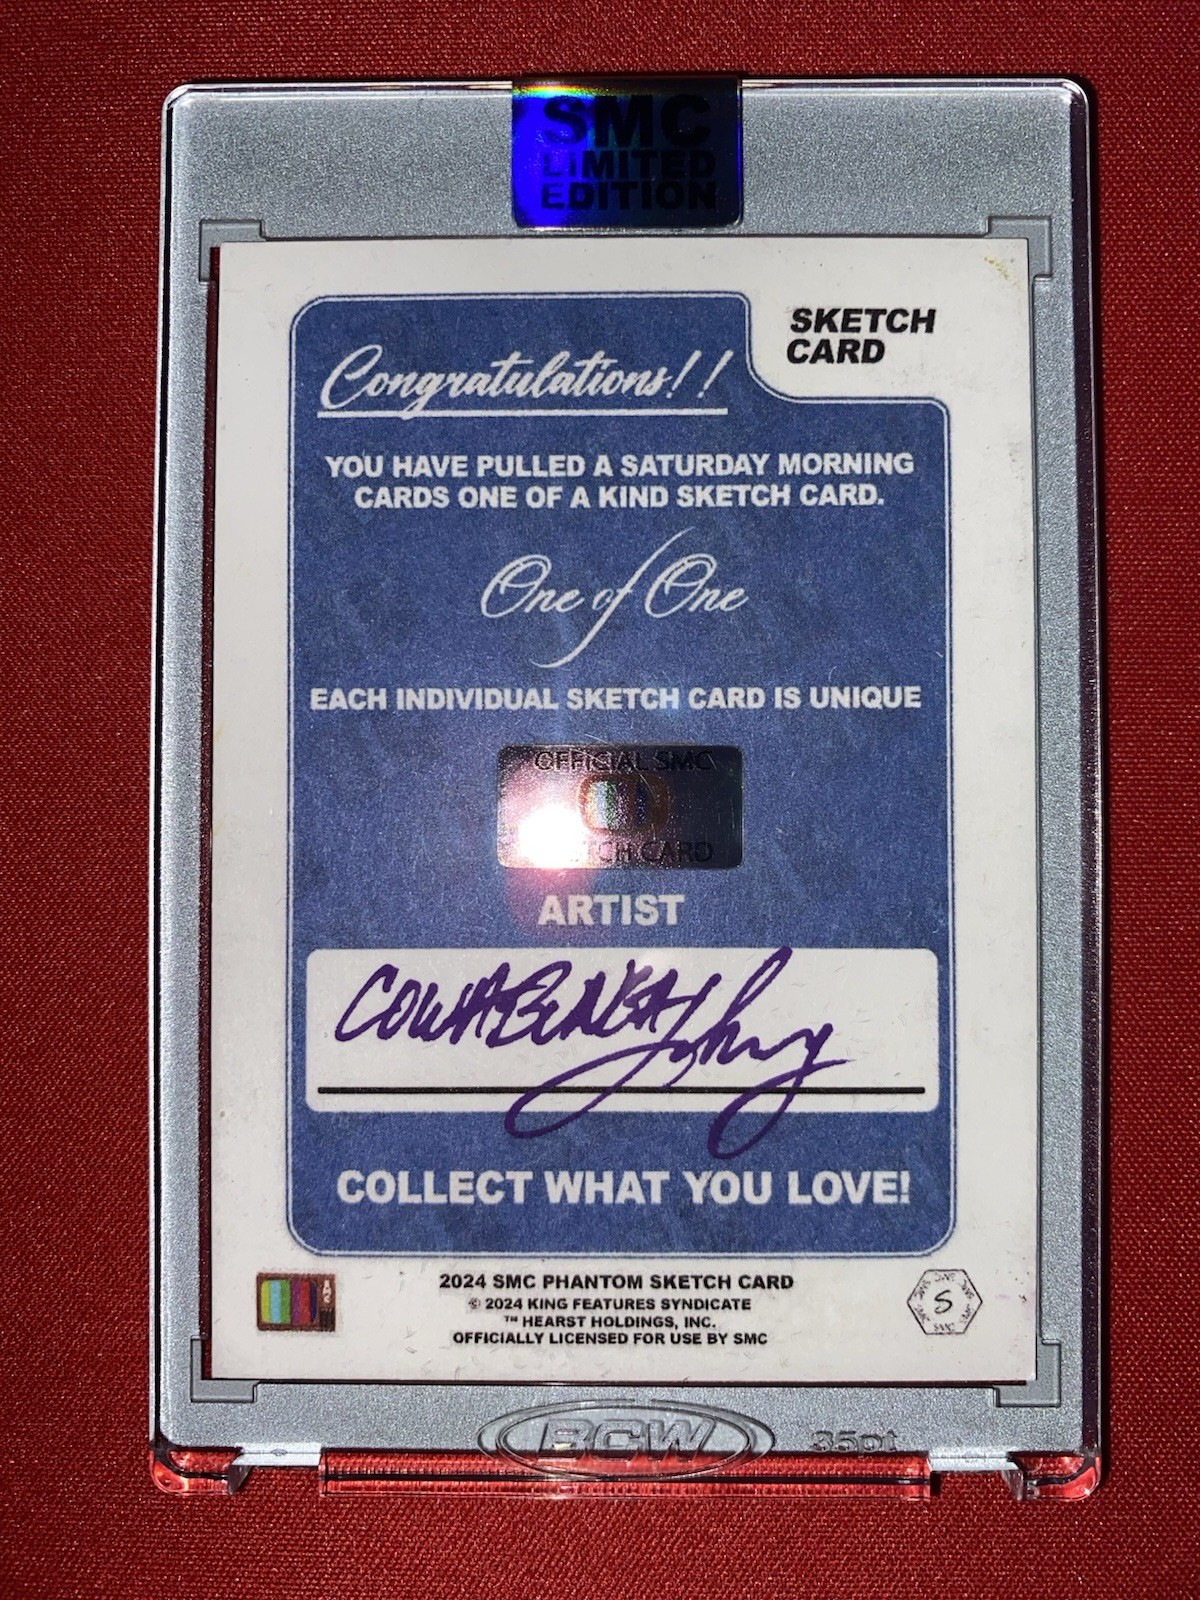 SMC
LIMITED
EDITION
SKETCH
CARD
Congratulations!!
YOU HAVE PULLED A SATURDAY MORNING
CARDS ONE OF A KIND SKETCH CARD.
One of One
EACH INDIVIDUAL SKETCH CARD IS UNIQUE
OFFICIAL SMC
CARD
ARTIST
COLLECT WHAT YOU LOVE!
2024 SMC PHANTOM SKETCH CARD
© 2024 KING FEATURES SYNDICATE
™ HEARST HOLDINGS, INC.
OFFICIALLY LICENSED FOR USE BY SMC
SMC
S
BCW
35pt